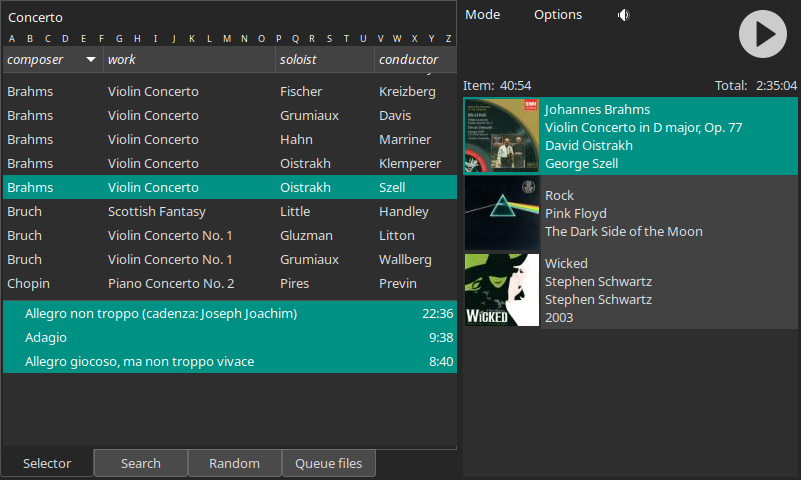 Concerto
A B C D E F G H I J K L M N O P Q R S T U V W X Y Z
composer work soloist conductor
Brahms Violin Concerto Fischer Kreizberg
Brahms Violin Concerto Grumiaux Davis
Brahms Violin Concerto Hahn Marriner
Brahms Violin Concerto Oistrakh Klemperer
Brahms Violin Concerto Oistrakh Szell
Bruch Scottish Fantasy Little Handley
Bruch Violin Concerto No. 1 Gluzman Litton
Bruch Violin Concerto No. 1 Grumiaux Wallberg
Chopin Piano Concerto No. 2 Pires Previn
Allegro non troppo (cadenza: Joseph Joachim) 22:36
Adagio 9:38
Allegro giocoso, ma non troppo vivace 8:40
Selector Search Random Queue files
Mode Options
Item: 40:54 Total: 2:35:04
EMI
BRAHMS
Johannes Brahms
Violin Concerto in D major, Op. 77
David Oistrakh
George Szell
Rock
Pink Floyd
The Dark Side of the Moon
WICKED
Wicked
Stephen Schwartz
Stephen Schwartz
2003